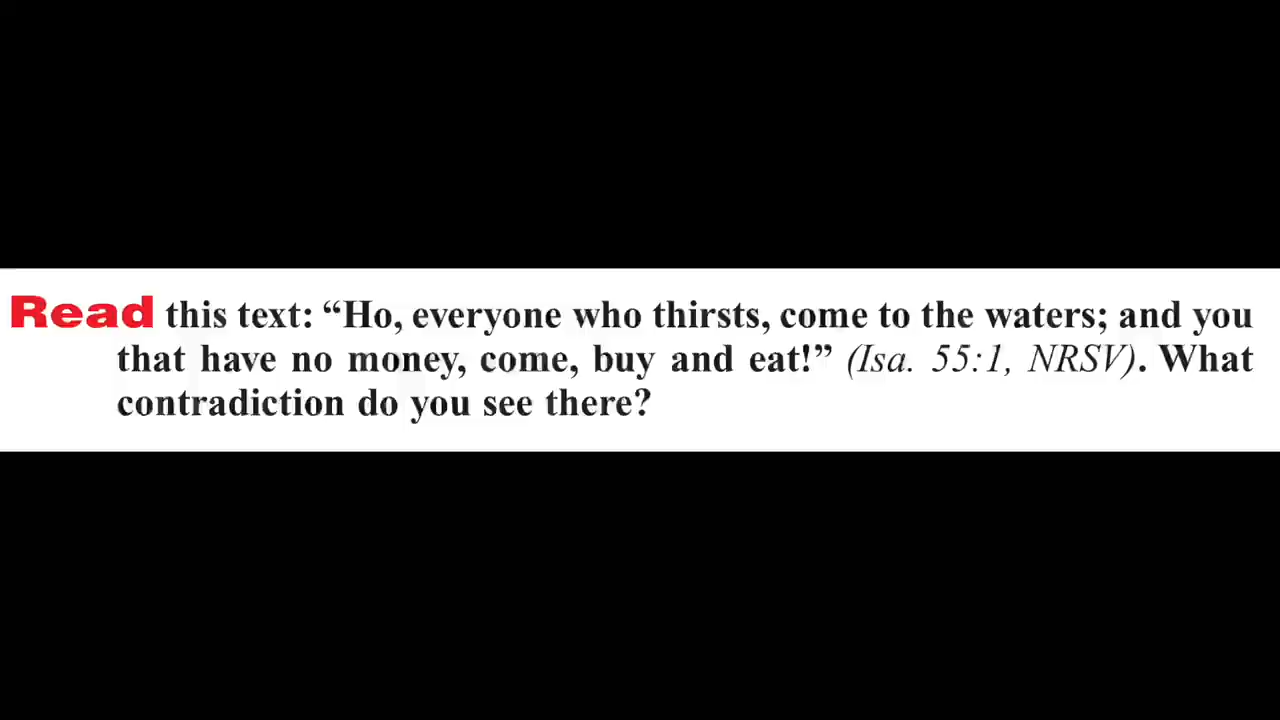 Read this text: “Ho, everyone who thirsts, come to the waters; and you
that have no money, come, buy and eat!” (Isa. 55:1, NRSV). What
contradiction do you see there?